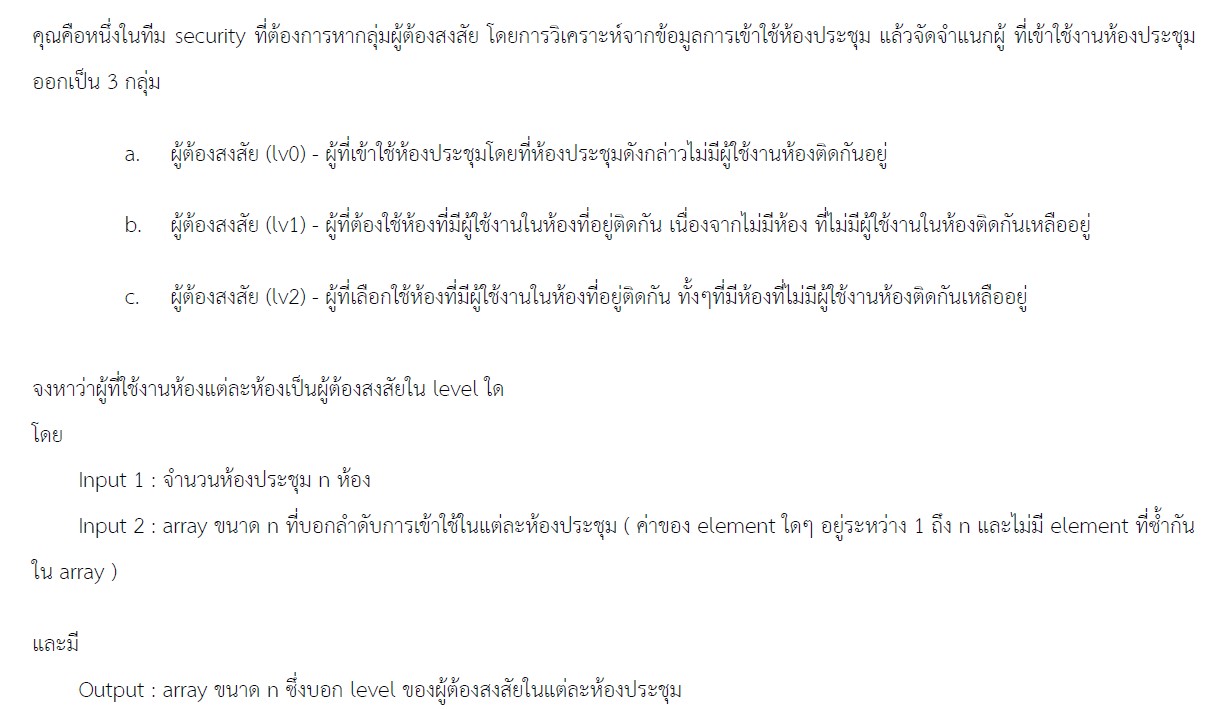 คุณคือหนึ่งในทีม security ที่ต้องการหากลุ่มผู้ต้องสงสัย โดยการวิเคราะห์จากข้อมูลการเข้าใช้ห้องประชุม แล้วจัดจำแนกผู้ ที่เข้าใช้งานห้องประชุม
ออกเป็น 3 กลุ่ม
a. ผู้ต้องสงสัย (lv0) - ผู้ที่เข้าใช้ห้องประชุมโดยที่ห้องประชุมดังกล่าวไม่มีผู้ใช้งานห้องติดกันอยู่
b. ผู้ต้องสงสัย (lv1) - ผู้ที่ต้องใช้ห้องที่มีผู้ใช้งานในห้องที่อยู่ติดกัน เนื่องจากไม่มีห้อง ที่ไม่มีผู้ใช้งานในห้องติดกันเหลืออยู่
c. ผู้ต้องสงสัย (lv2) - ผู้ที่เลือกใช้ห้องที่มีผู้ใช้งานในห้องที่อยู่ติดกัน ทั้งๆที่มีห้องที่ไม่มีผู้ใช้งานห้องติดกันเหลืออยู่
จงหาว่าผู้ที่ใช้งานห้องแต่ละห้องเป็นผู้ต้องสงสัยใน level ใด
โดย
Input 1 : จำนวนห้องประชุม n ห้อง
Input 2 : array ขนาด n ที่บอกลำดับการเข้าใช้ในแต่ละห้องประชุม ( ค่าของ element ใดๆ อยู่ระหว่าง 1 ถึง n และไม่มี element ที่ซ้ำกัน
ใน array )
และมี
Output : array ขนาด n ซึ่งบอก level ของผู้ต้องสงสัยในแต่ละห้องประชุม